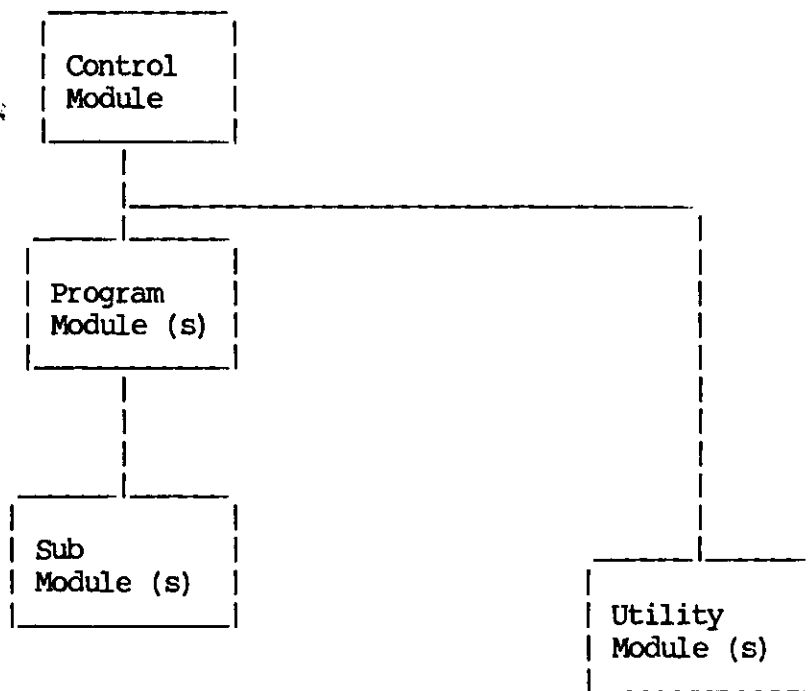 Control
Module
Program
Module (s)
Sub
Module (s)
Utility
Module (s)